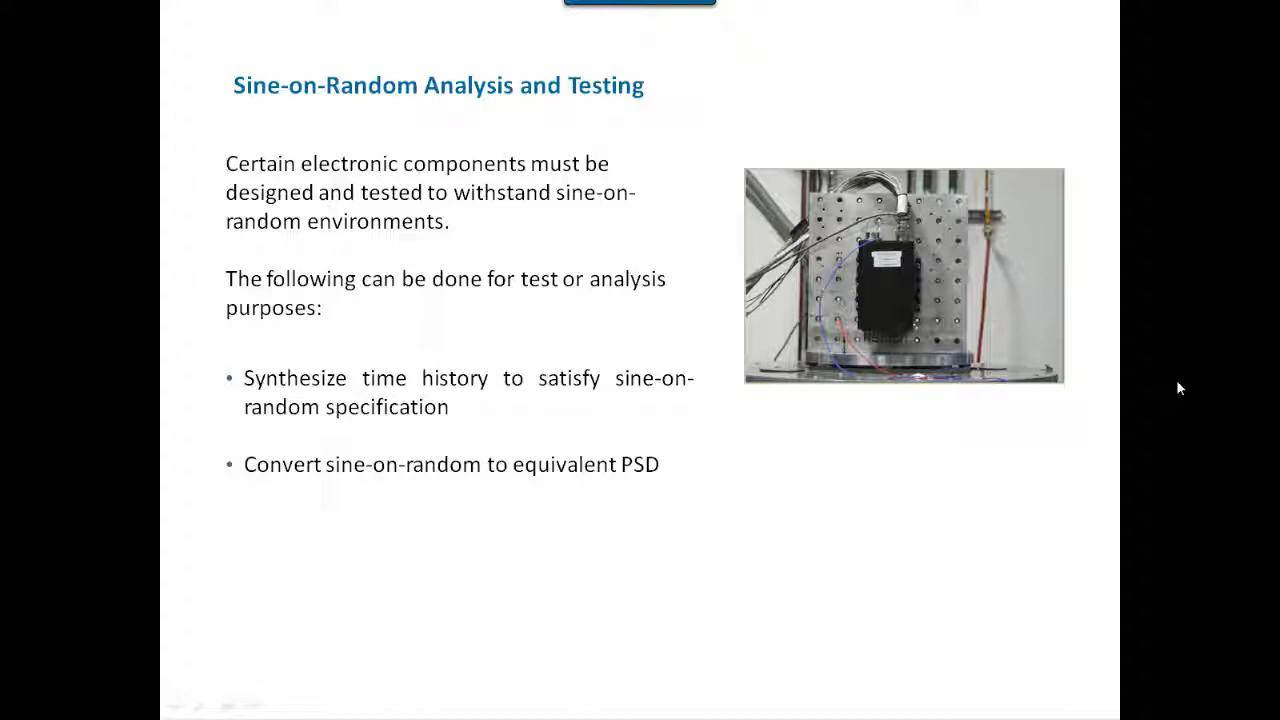 Sine-on-Random Analysis and Testing
Certain electronic components must be
designed and tested to withstand sine-on-
random environments.
The following can be done for test or analysis
purposes:
• Synthesize time history to satisfy sine-on-
random specification
• Convert sine-on-random to equivalent PSD